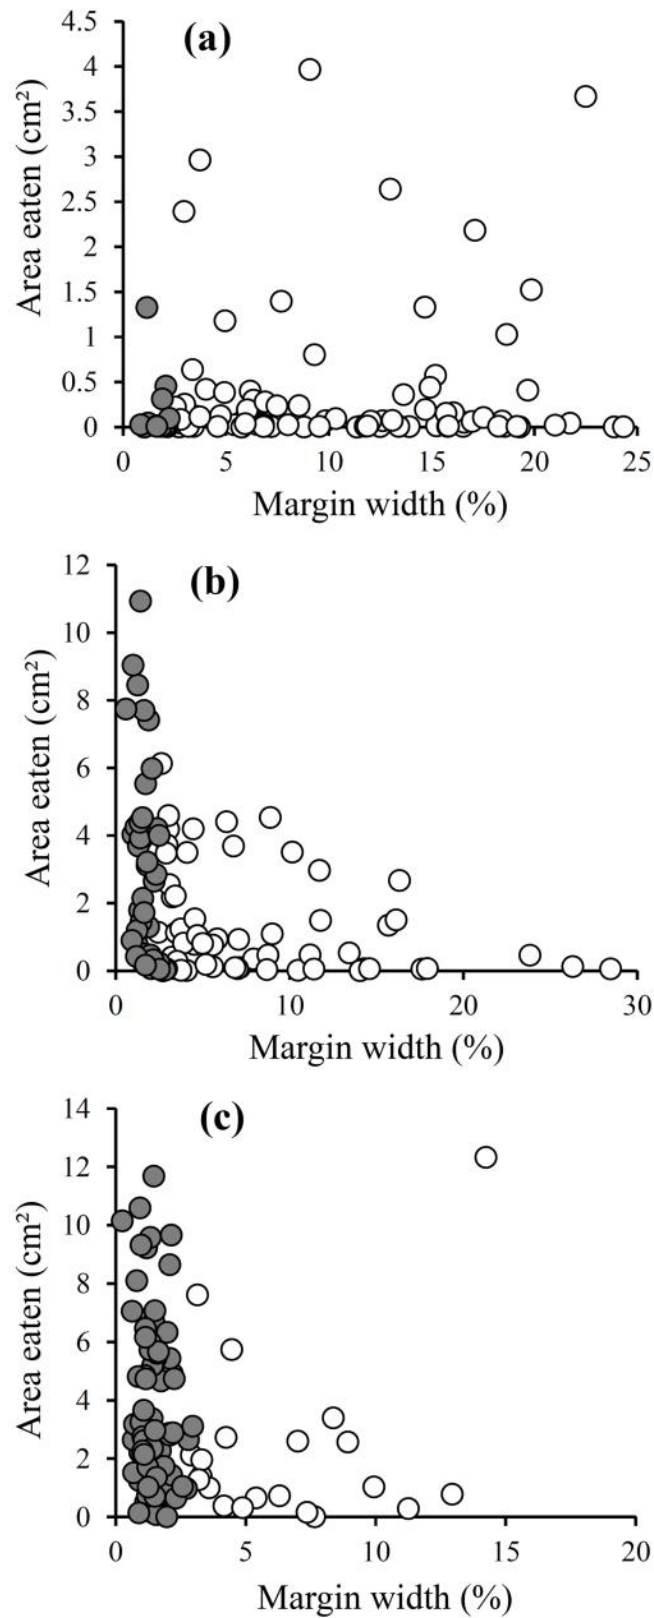 (a)
Area eaten (cm²)
4.5
4
3.5
3
2.5
2
1.5
1
0.5
0
0 5 10 15 20 25
Margin width (%)
(b)
Area eaten (cm²)
12
10
8
6
4
2
0
0 10 20 30
Margin width (%)
(c)
Area eaten (cm²)
14
12
10
8
6
4
2
0
0 5 10 15 20
Margin width (%)